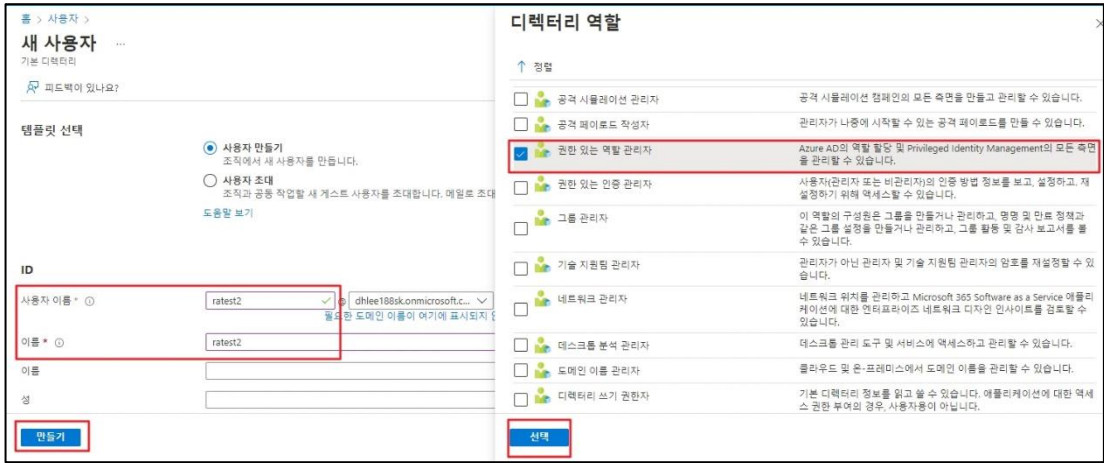 홈 > 사용자 >
새 사용자 ...
기본 디렉터리
피드백이 있나요?
템플릿 선택
사용자 만들기
조직에서 새 사용자를 만듭니다.
사용자 초대
조직과 공동 작업할 새 게스트 사용자를 초대합니다. 메일로 초대
도움말 보기
ID
사용자 이름 * ratest2 @ dhlee188sk.onmicrosoft.c...
필요한 도메인 이름이 여기에 표시되지 않
이름 * ratest2
이름
성
만들기
디렉터리 역할
↑ 정렬
공격 시뮬레이션 관리자 공격 시뮬레이션 캠페인의 모든 측면을 만들고 관리할 수 있습니다.
공격 페이로드 작성자 관리자가 나중에 시작할 수 있는 공격 페이로드를 만들 수 있습니다.
권한 있는 역할 관리자 Azure AD의 역할 할당 및 Privileged Identity Management의 모든 측면
을 관리할 수 있습니다.
권한 있는 인증 관리자 사용자(관리자 또는 비관리자)의 인증 방법 정보를 보고, 설정하고, 재
설정하기 위해 액세스할 수 있습니다.
그룹 관리자 이 역할의 구성원은 그룹을 만들거나 관리하고, 명명 및 만료 정책과
같은 그룹 설정을 만들거나 관리하고, 그룹 활동 및 감사 보고서를 볼
수 있습니다.
기술 지원팀 관리자 관리자가 아닌 관리자 및 기술 지원팀 관리자의 암호를 재설정할 수 있
습니다.
네트워크 관리자 네트워크 위치를 관리하고 Microsoft 365 Software as a Service 애플리
케이션에 대한 엔터프라이즈 네트워크 디자인 인사이트를 검토할 수
있습니다.
데스크톱 분석 관리자 데스크톱 관리 도구 및 서비스에 액세스하고 관리할 수 있습니다.
도메인 이름 관리자 클라우드 및 온-프레미스에서 도메인 이름을 관리할 수 있습니다.
디렉터리 쓰기 권한자 기본 디렉터리 정보를 읽고 쓸 수 있습니다. 애플리케이션에 대한 액세
스 권한 부여의 경우, 사용자용이 아닙니다.
선택